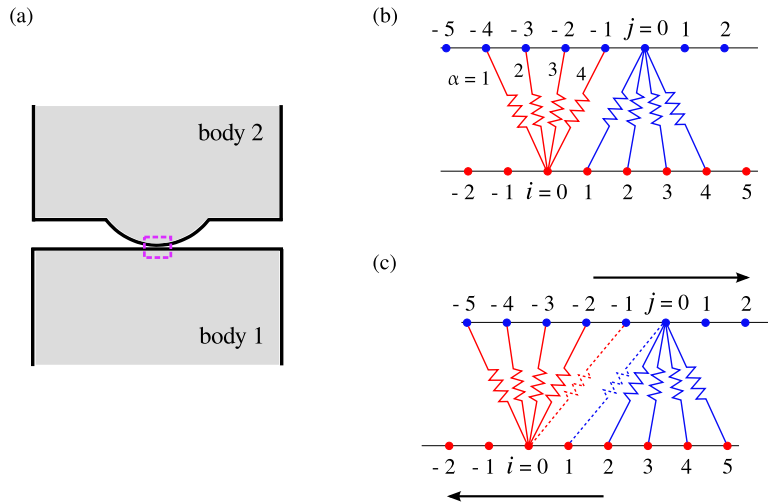 (a)
body 2
body 1
(b)
- 5 - 4 - 3 - 2 - 1 j = 0 1 2
α = 1 2 3 4
- 2 - 1 i = 0 1 2 3 4 5
(c)
- 5 - 4 - 3 - 2 - 1 j = 0 1 2
- 2 - 1 i = 0 1 2 3 4 5